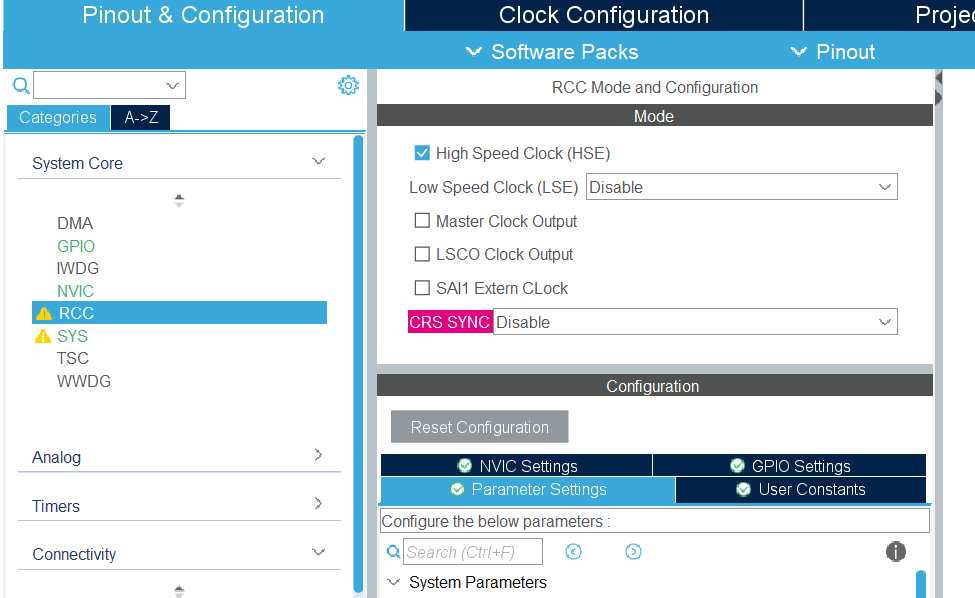 Pinout & Configuration
Clock Configuration
Software Packs
Pinout
Categories
A->Z
System Core
DMA
GPIO
IWDG
NVIC
RCC
SYS
TSC
WWDG
Analog
Timers
Connectivity
RCC Mode and Configuration
Mode
High Speed Clock (HSE)
Low Speed Clock (LSE) Disable
Master Clock Output
LSCO Clock Output
SAI1 Extern CLock
CRS SYNC Disable
Configuration
Reset Configuration
NVIC Settings
GPIO Settings
Parameter Settings
User Constants
Configure the below parameters :
Search (Ctrl+F)
System Parameters